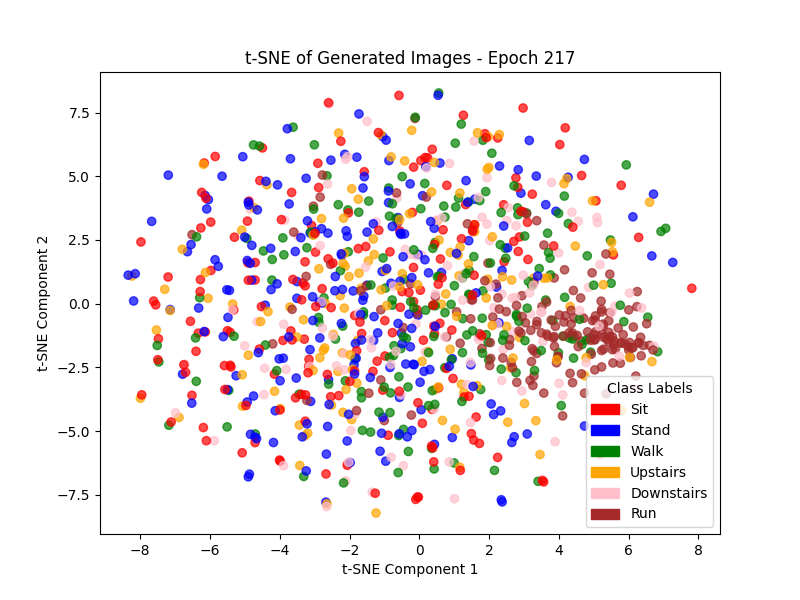 t-SNE of Generated Images - Epoch 217
t-SNE Component 2
7.5
5.0
2.5
0.0
−2.5
−5.0
−7.5
Class Labels
Sit
Stand
Walk
Upstairs
Downstairs
Run
−8
−6
−4
−2
0
2
4
6
8
t-SNE Component 1